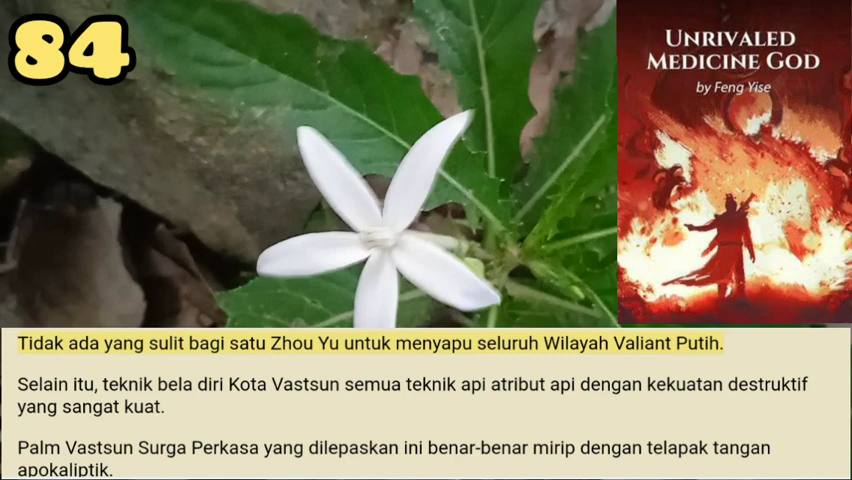 84
UNRIVALED
MEDICINE GOD
by Feng Yise
Tidak ada yang sulit bagi satu Zhou Yu untuk menyapu seluruh Wilayah Valiant Putih.
Selain itu, teknik bela diri Kota Vastsun semua teknik api atribut api dengan kekuatan destruktif
yang sangat kuat.
Palm Vastsun Surga Perkasa yang dilepaskan ini benar-benar mirip dengan telapak tangan
apokaliptik.